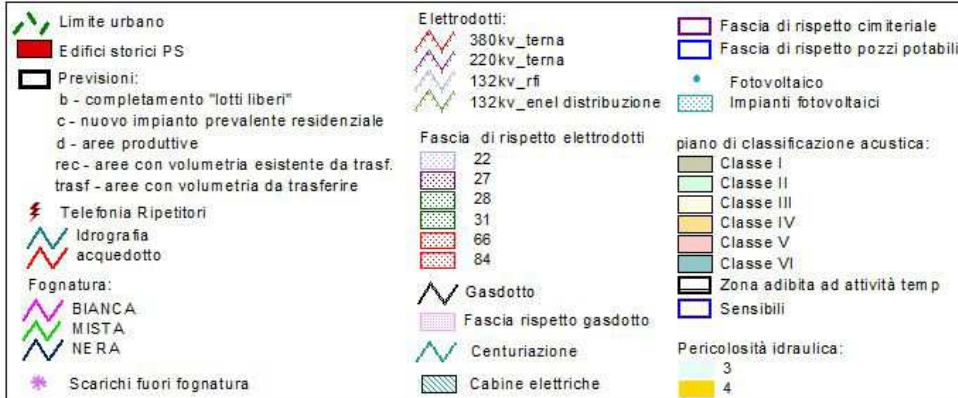 Limite urbano
Edifici storici PS
Previsioni:
b - completamento "lotti liberi"
c - nuovo impianto prevalente residenziale
d - aree produttive
rec - aree con volumetria esistente da trasf.
trasf - aree con volumetria da trasferire
Telefonia Ripetitori
Idrografia
acquedotto
Fognatura:
BIANCA
MISTA
NERA
Scarichi fuori fognatura
Elettrodotti:
380kv_terna
220kv_terna
132kv_rfi
132kv_enel distribuzione
Fascia di rispetto elettrodotti
22
27
28
31
66
84
Gasdotto
Fascia rispetto gasdotto
Centuriazione
Cabine elettriche
Fascia di rispetto cimiteriale
Fascia di rispetto pozzi potabili
Fotovoltaico
Impianti fotovoltaici
piano di classificazione acustica:
Classe I
Classe II
Classe III
Classe IV
Classe V
Classe VI
Zona adibita ad attività temp
Sensibili
Pericolosità idraulica:
3
4